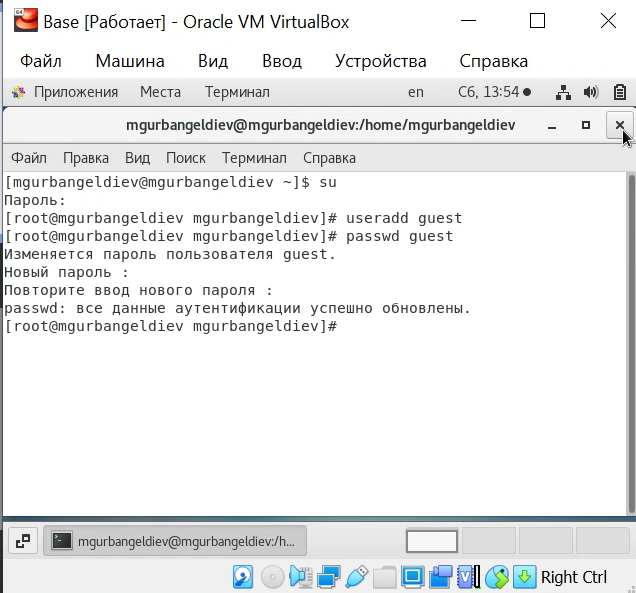 64
Base [Работает] - Oracle VM VirtualBox
Файл Машина Вид Ввод Устройства Справка
Приложения Места Терминал en Сб, 13:54
mgurbangeldiev@mgurbangeldiev:/home/mgurbangeldiev
Файл Правка Вид Поиск Терминал Справка
[mgurbangeldiev@mgurbangeldiev ~]$ su
Пароль:
[root@mgurbangeldiev mgurbangeldiev]# useradd guest
[root@mgurbangeldiev mgurbangeldiev]# passwd guest
Изменяется пароль пользователя guest.
Новый пароль :
Повторите ввод нового пароля :
passwd: все данные аутентификации успешно обновлены.
[root@mgurbangeldiev mgurbangeldiev]#
mgurbangeldiev@mgurbangeldiev:/h...
Right Ctrl